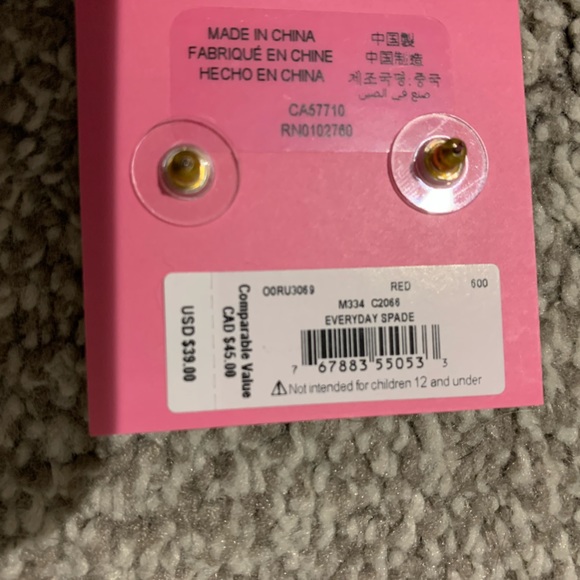 MADE IN CHINA
FABRIQUÉ EN CHINE
HECHO EN CHINA
中国製
中国制造
제조국명:중국
صنع في الصين
CA57710
RN0102760
O0RU3069 RED 600
M334 C2066
EVERYDAY SPADE
7 67883 55053 3
Not intended for children 12 and under
Comparable Value
CAD $45.00
USD $39.00